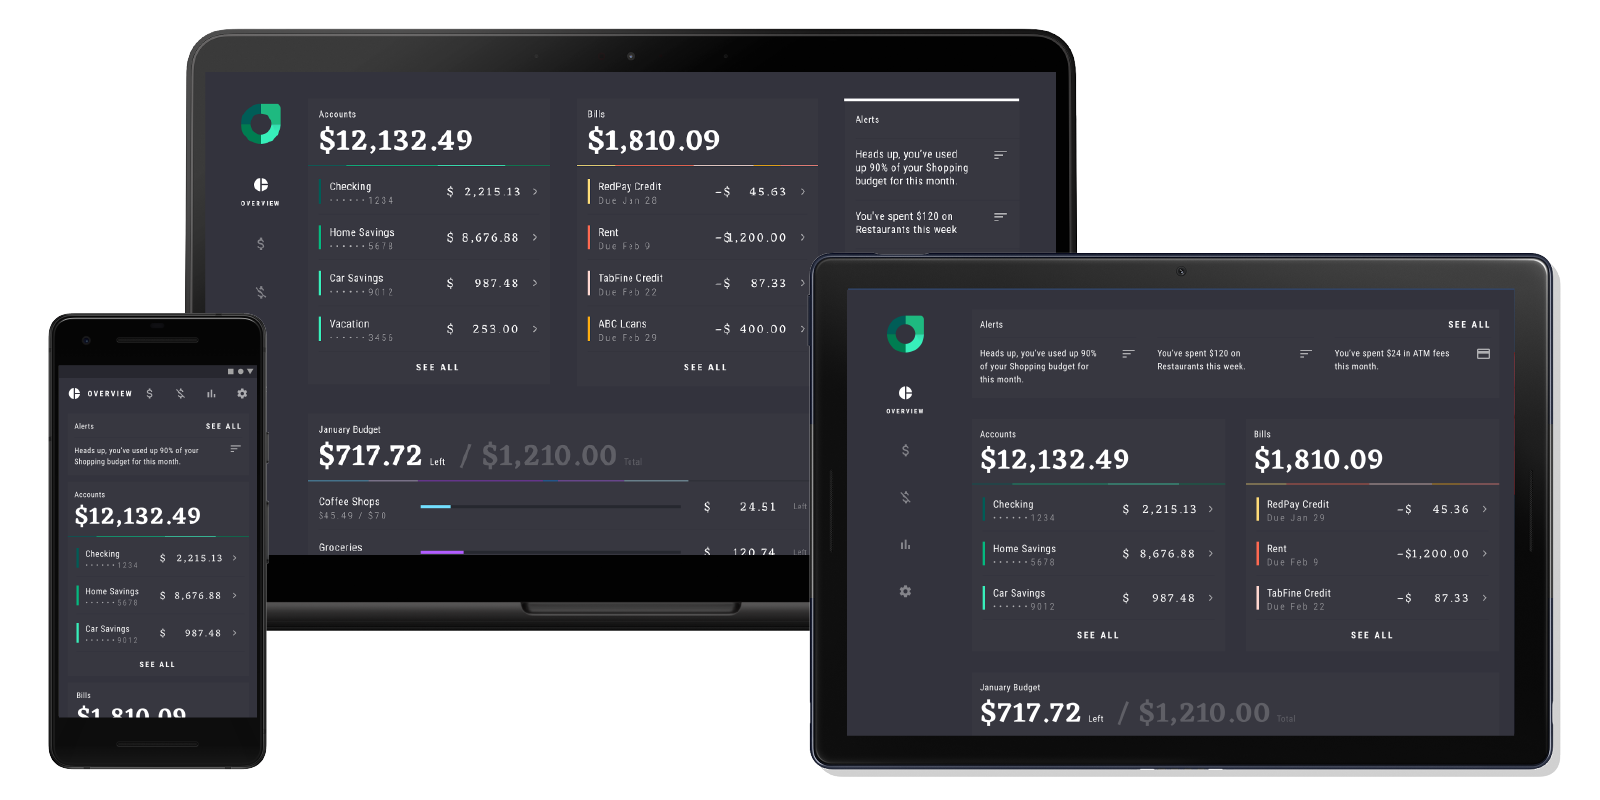 Accounts
$12,132.49
Checking
$ 2,215.13
••••••1234
Home Savings
$ 8,676.88
••••••5678
Car Savings
$ 987.48
••••••9012
Vacation
$ 253.00
••••••3456
SEE ALL
Bills
$1,810.09
RedPay Credit
-$ 45.63
Due Jan 28
Rent
-$1,200.00
Due Feb 9
TabFine Credit
-$ 87.33
Due Feb 22
ABC Loans
-$ 400.00
Due Feb 29
SEE ALL
Alerts
Heads up, you've used
up 90% of your Shopping
budget for this month.
You've spent $120 on
Restaurants this week
OVERVIEW
$
January Budget
$717.72 Left / $1,210.00 Total
Coffee Shops
$45.49 / $70
$ 24.51 Left
Groceries
$ 120.74 Left
OVERVIEW
$
Alerts
SEE ALL
Heads up, you've used up 90% of your
Shopping budget for this month.
Accounts
$12,132.49
Checking
$ 2,215.13
••••••1234
Home Savings
$ 8,676.88
••••••5678
Car Savings
$ 987.48
••••••9012
SEE ALL
Bills
$1,810.09
OVERVIEW
$
Alerts
SEE ALL
Heads up, you've used up 90%
of your Shopping budget for
this month.
You've spent $120 on
Restaurants this week.
You've spent $24 in ATM fees
this month.
Accounts
$12,132.49
Checking
$ 2,215.13
••••••1234
Home Savings
$ 8,676.88
••••••5678
Car Savings
$ 987.48
••••••9012
SEE ALL
Bills
$1,810.09
RedPay Credit
-$ 45.36
Due Jan 29
Rent
-$1,200.00
Due Feb 9
TabFine Credit
-$ 87.33
Due Feb 22
SEE ALL
January Budget
$717.72 Left / $1,210.00 Total